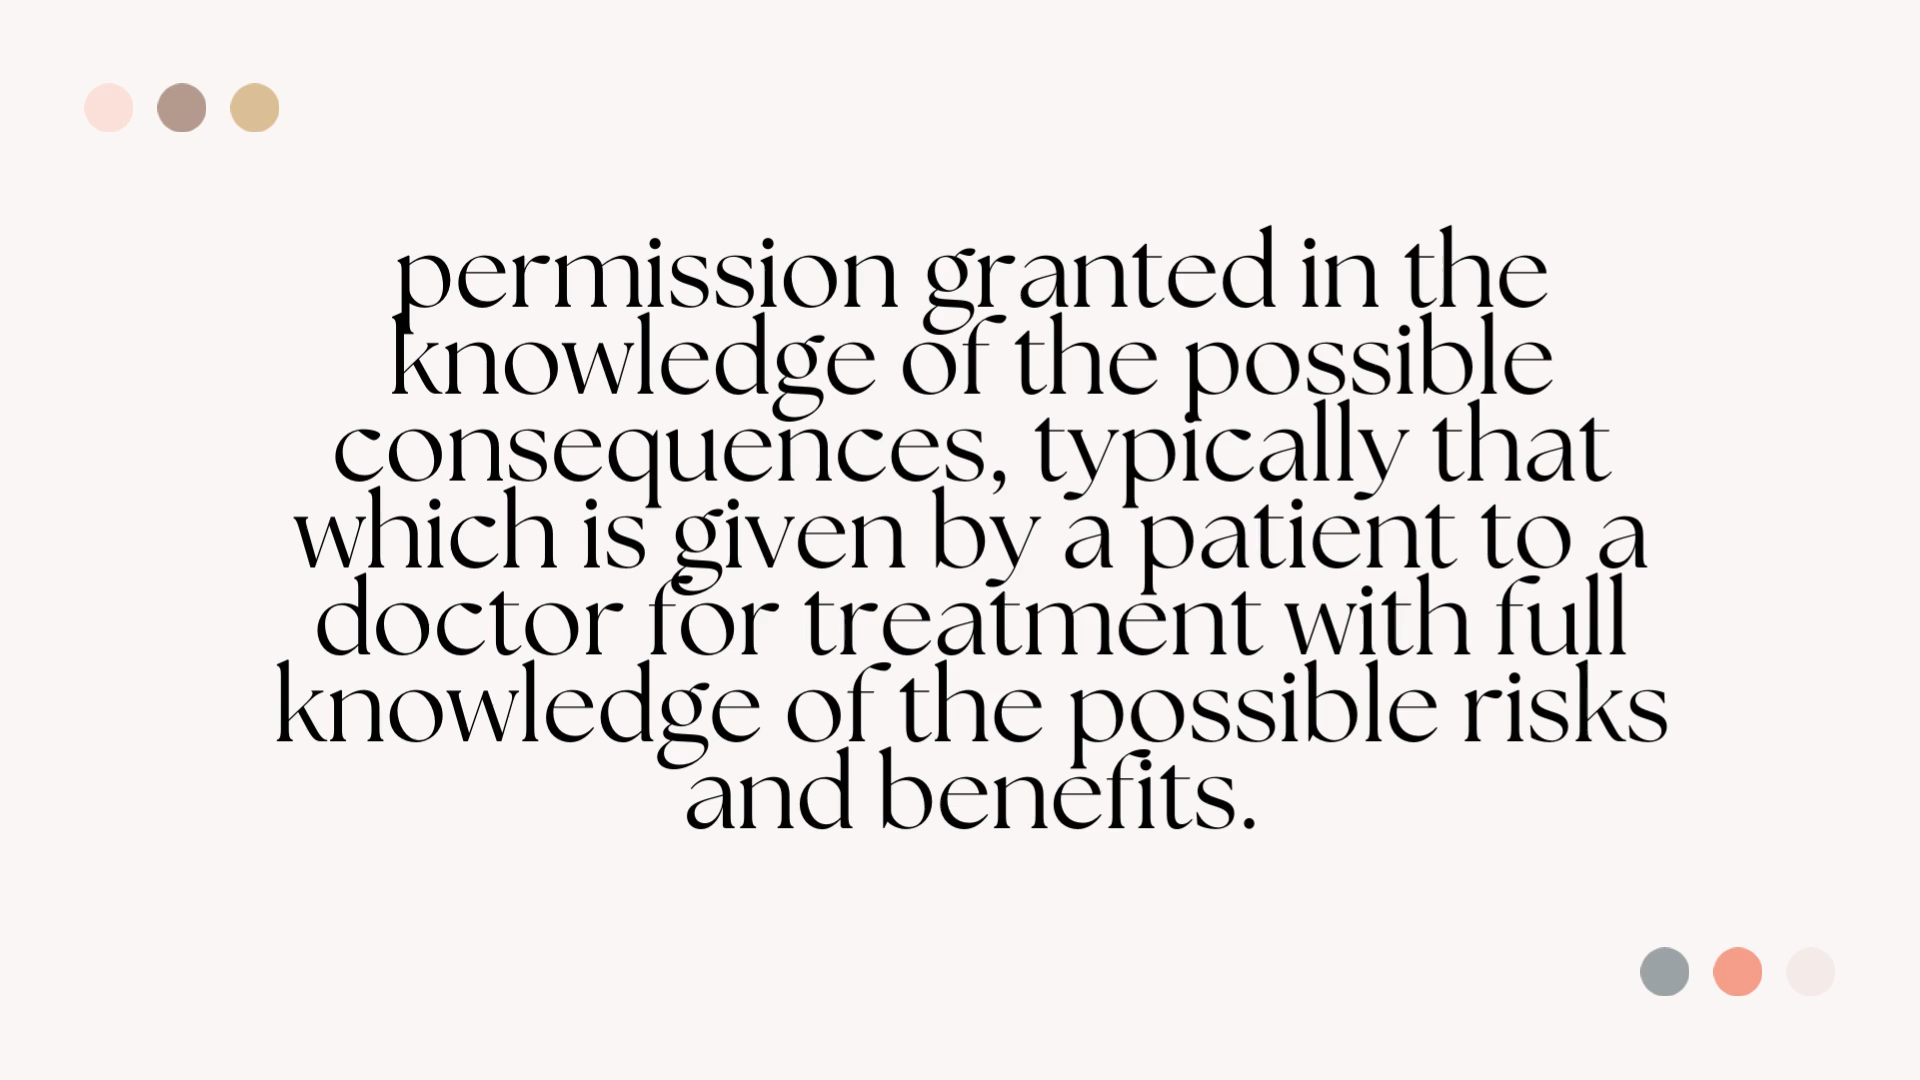 permission granted in the
knowledge of the possible
consequences, typically that
which is given by a patient to a
doctor for treatment with full
knowledge of the possible risks
and benefits.